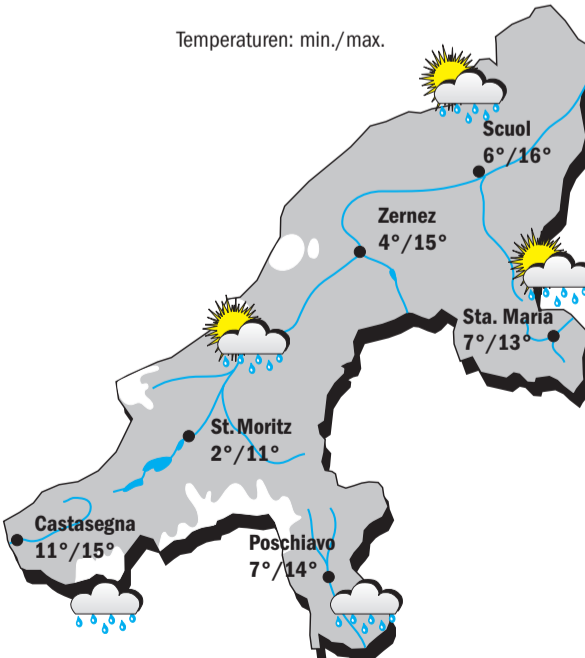 Temperaturen: min./max.
Scuol
6°/16°
Zernez
4°/15°
Sta. Maria
7°/13°
St. Moritz
2°/11°
Castasegna
11°/15°
Poschiavo
7°/14°